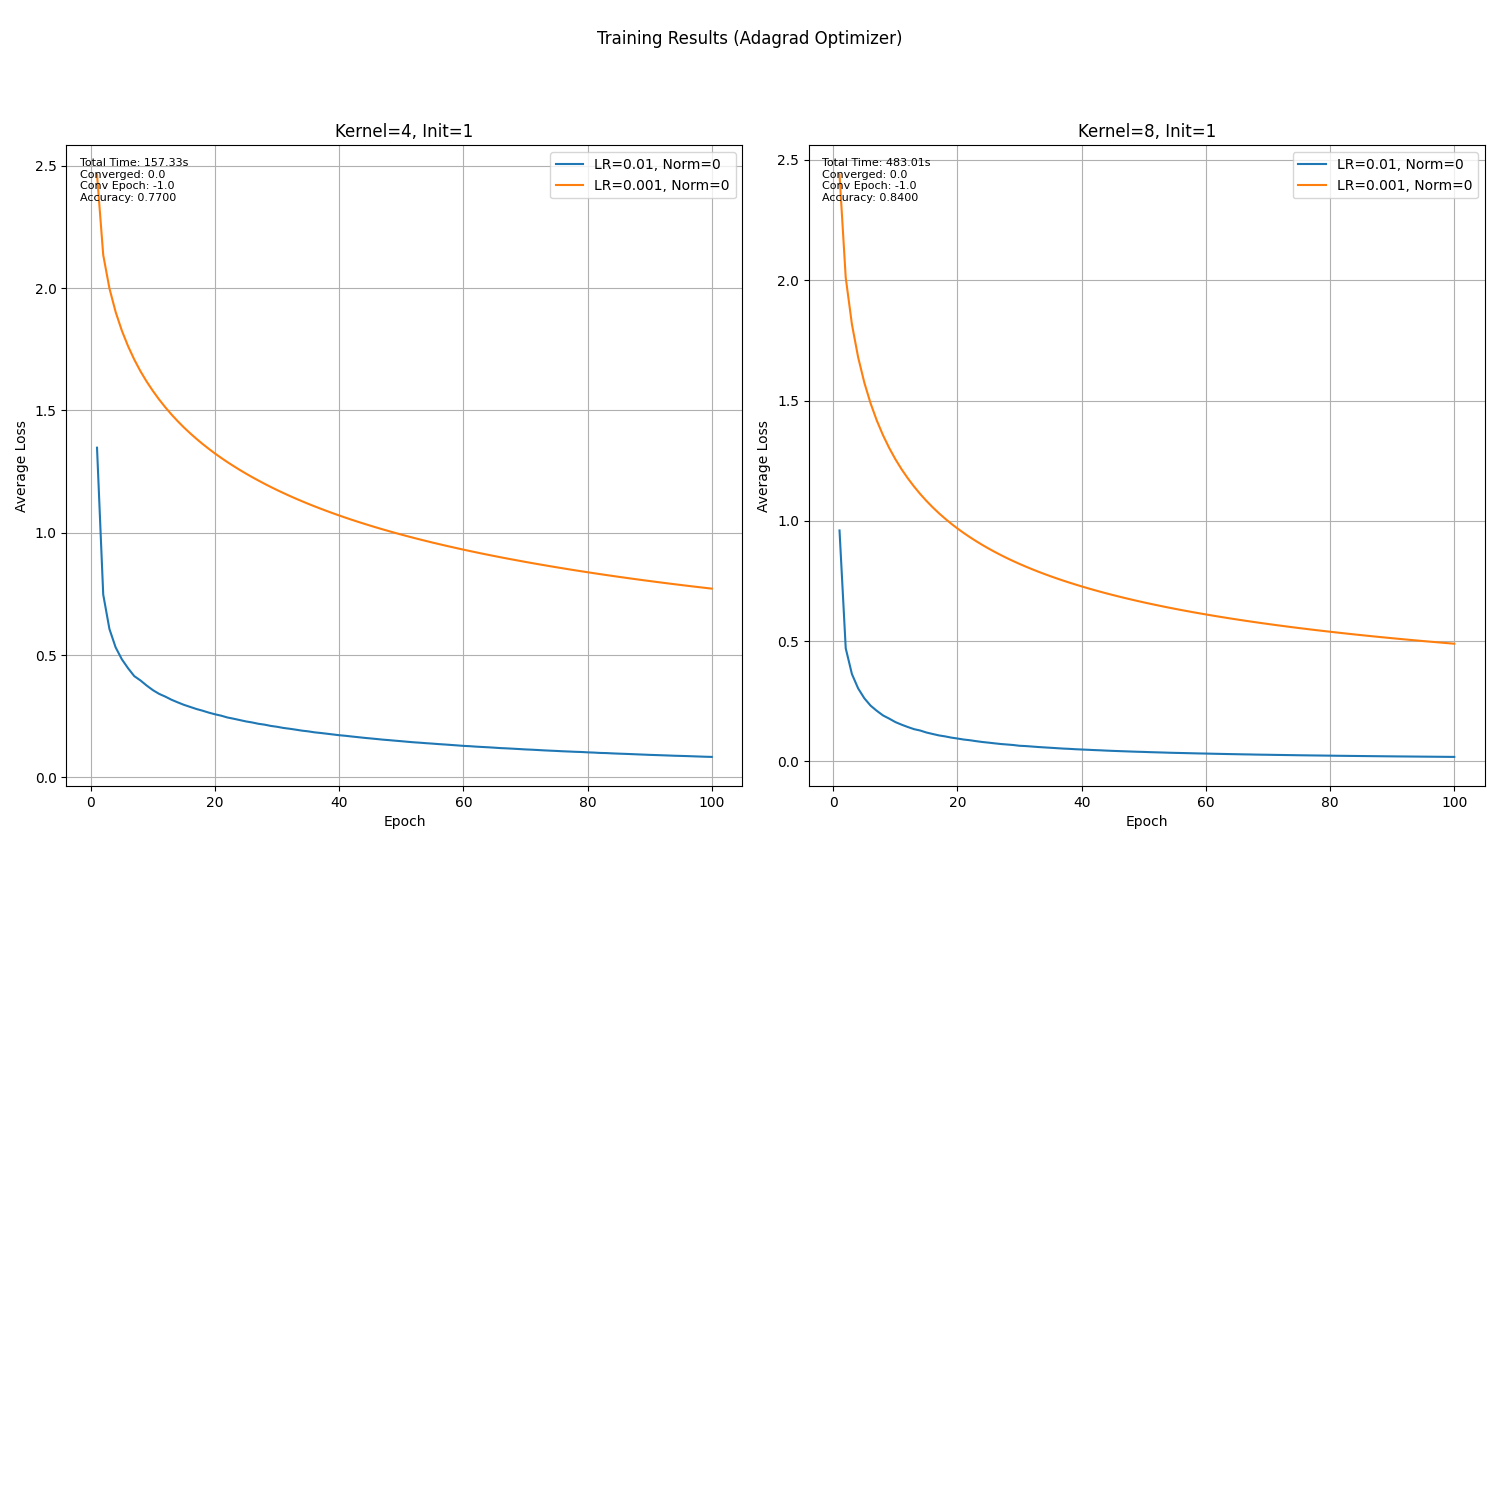 Training Results (Adagrad Optimizer)
Kernel=4, Init=1
Total Time: 157.33s
Converged: 0.0
Conv Epoch: -1.0
Accuracy: 0.7700
LR=0.01, Norm=0
LR=0.001, Norm=0
2.5
2.0
1.5
1.0
0.5
0.0
Average Loss
0 20 40 60 80 100
Epoch
Kernel=8, Init=1
Total Time: 483.01s
Converged: 0.0
Conv Epoch: -1.0
Accuracy: 0.8400
LR=0.01, Norm=0
LR=0.001, Norm=0
2.5
2.0
1.5
1.0
0.5
0.0
Average Loss
0 20 40 60 80 100
Epoch